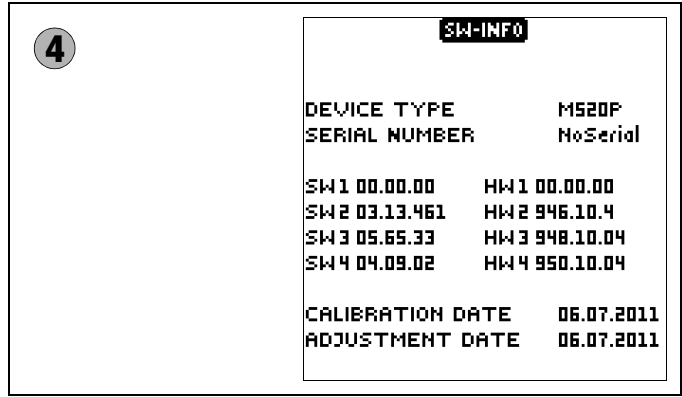 4
SW-INFO
DEVICE TYPE M520P
SERIAL NUMBER NoSerial
SW1 00.00.00 HW1 00.00.00
SW2 03.13.461 HW2 946.10.4
SW3 05.65.33 HW3 948.10.04
SW4 04.09.02 HW4 950.10.04
CALIBRATION DATE 06.07.2011
ADJUSTMENT DATE 06.07.2011